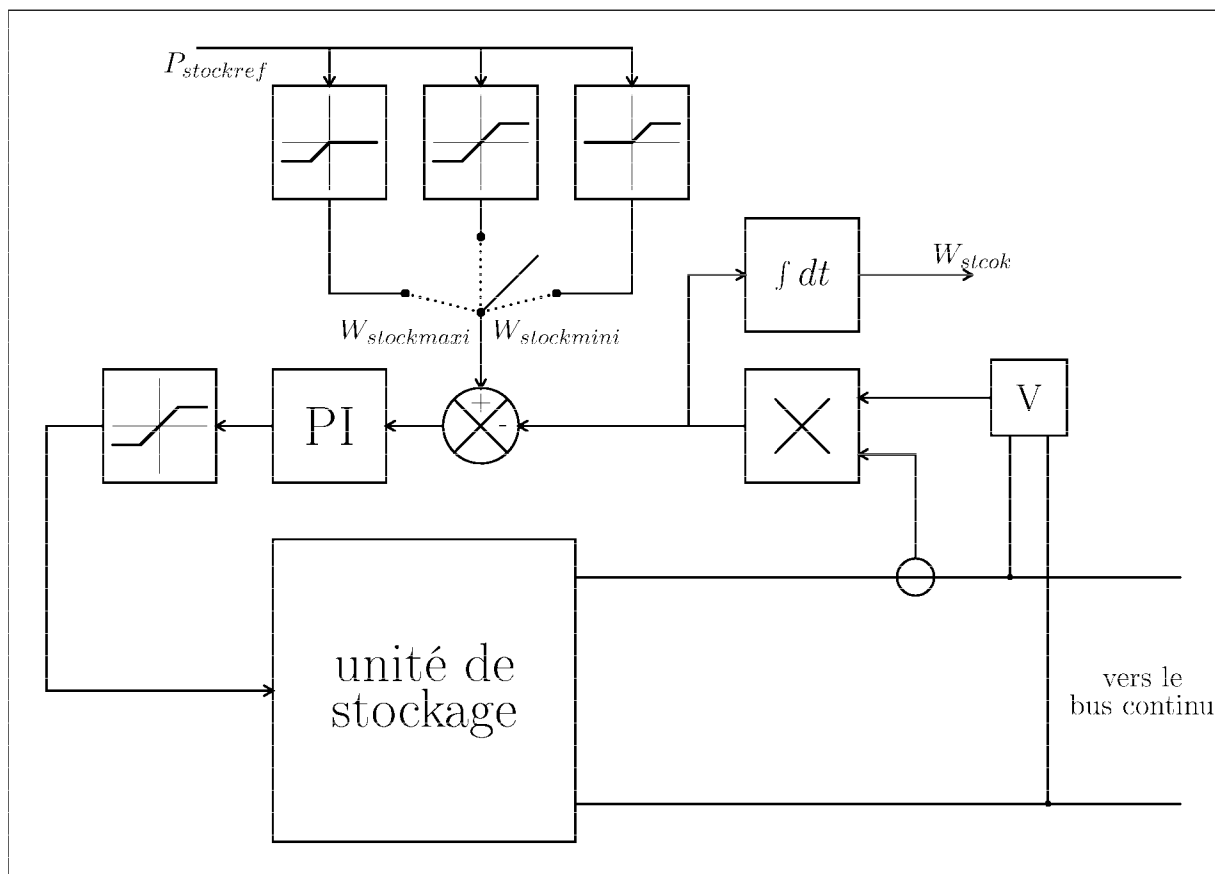 P_stockref
∫ dt
W_stcok
W_stockmaxi
W_stockmini
+
-
PI
V
unité de
stockage
vers le
bus continu